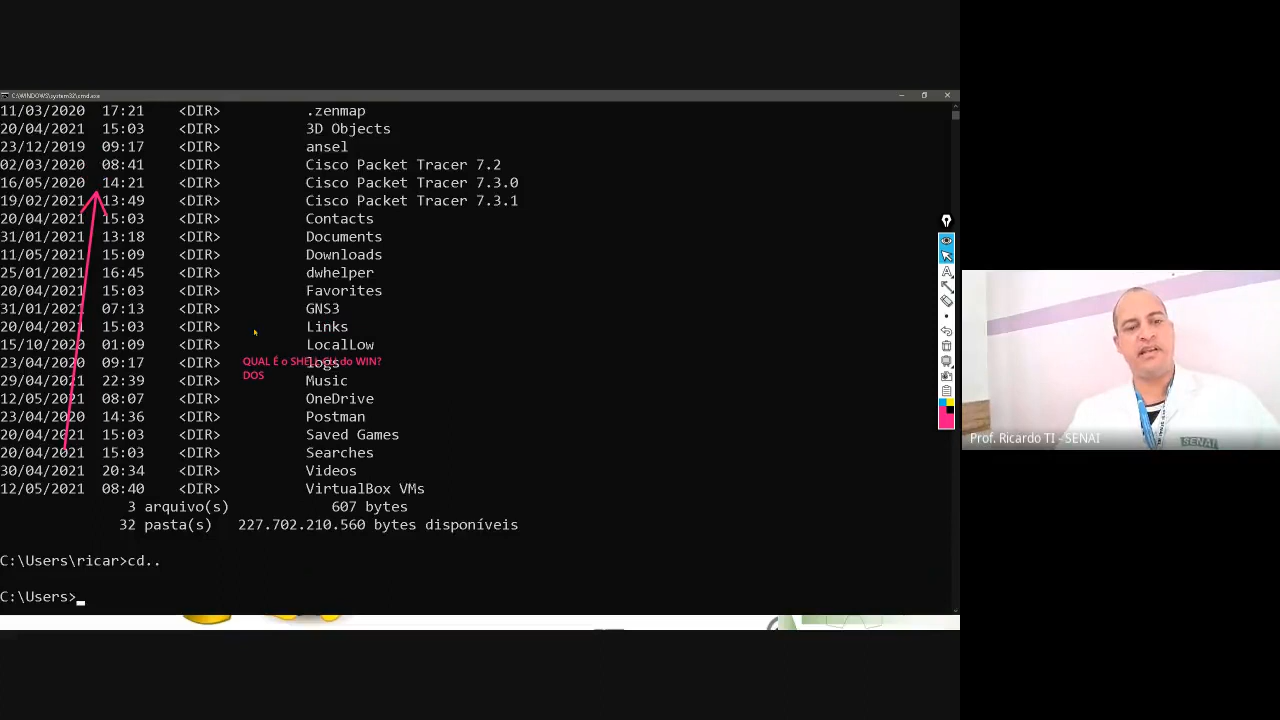 C:\WINDOWS\system32\cmd.exe
11/03/2020 17:21 <DIR> .zenmap
20/04/2021 15:03 <DIR> 3D Objects
23/12/2019 09:17 <DIR> ansel
02/03/2020 08:41 <DIR> Cisco Packet Tracer 7.2
16/05/2020 14:21 <DIR> Cisco Packet Tracer 7.3.0
19/02/2021 13:49 <DIR> Cisco Packet Tracer 7.3.1
20/04/2021 15:03 <DIR> Contacts
31/01/2021 13:18 <DIR> Documents
11/05/2021 15:09 <DIR> Downloads
25/01/2021 16:45 <DIR> dwhelper
20/04/2021 15:03 <DIR> Favorites
31/01/2021 07:13 <DIR> GNS3
20/04/2021 15:03 <DIR> Links
15/10/2020 01:09 <DIR> LocalLow
23/04/2020 09:17 <DIR> logs
QUAL É o SHELL do WIN?
DOS
29/04/2021 22:39 <DIR> Music
12/05/2021 08:07 <DIR> OneDrive
23/04/2020 14:36 <DIR> Postman
20/04/2021 15:03 <DIR> Saved Games
20/04/2021 15:03 <DIR> Searches
30/04/2021 20:34 <DIR> Videos
12/05/2021 08:40 <DIR> VirtualBox VMs
3 arquivo(s) 607 bytes
32 pasta(s) 227.702.210.560 bytes disponíveis
C:\Users\ricar>cd..
C:\Users>
Prof. Ricardo TI - SENAI
SENAI